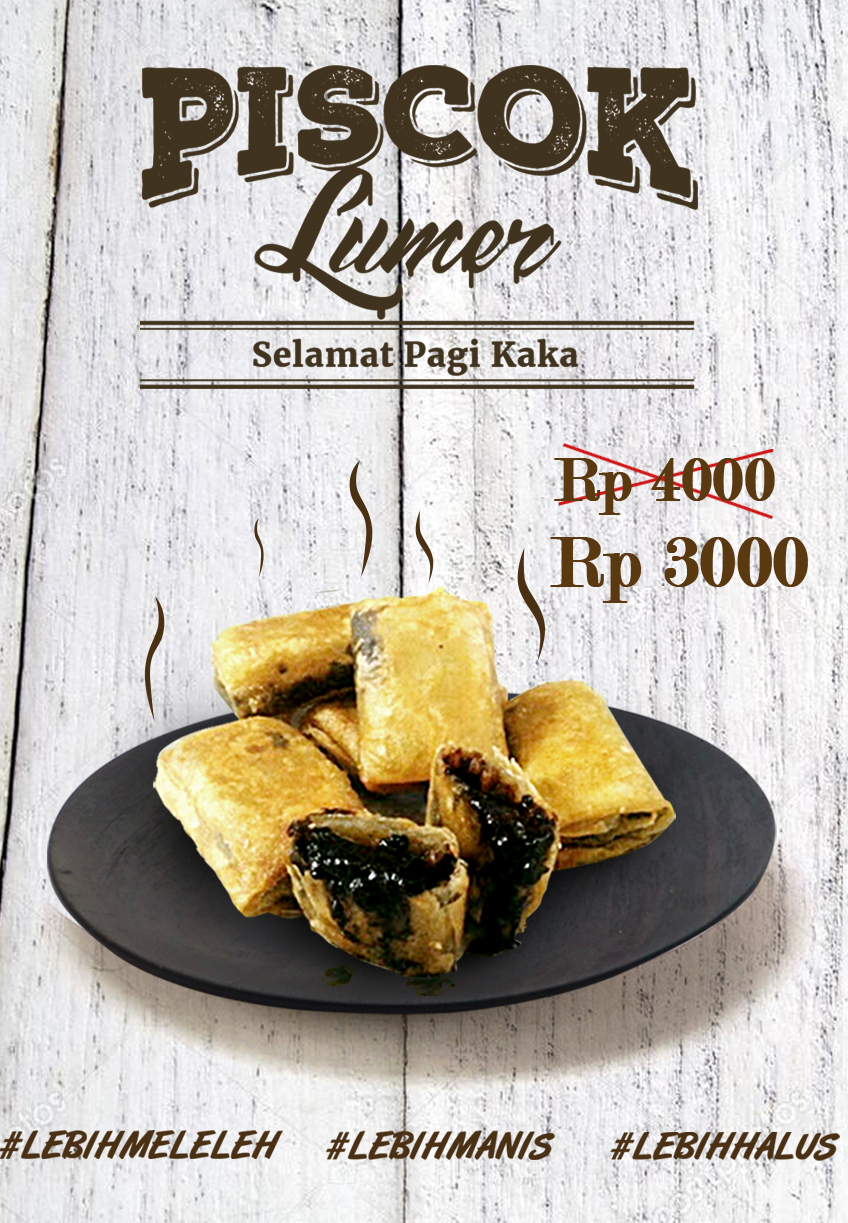 PISCOK
Lumer
Selamat Pagi Kaka
Rp 4000
Rp 3000
#LEBIHMELELEH #LEBIHMANIS #LEBIHHALUS